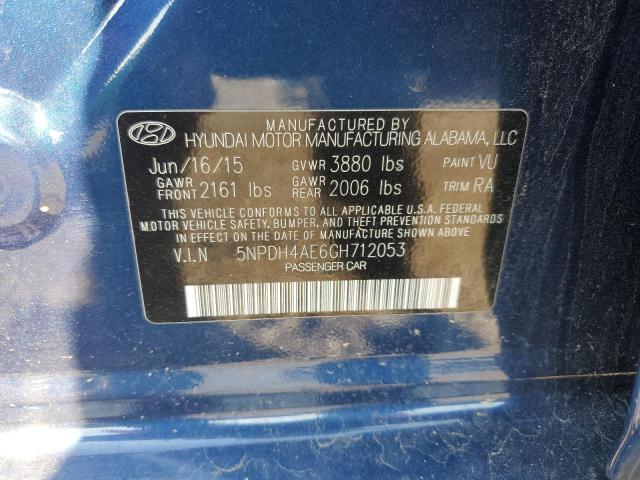 MANUFACTURED BY
HYUNDAI MOTOR MANUFACTURING ALABAMA, LLC
Jun/16/15 GVWR 3880 lbs PAINT VU
GAWR FRONT 2161 lbs GAWR REAR 2006 lbs TRIM RA
THIS VEHICLE CONFORMS TO ALL APPLICABLE U.S.A. FEDERAL
MOTOR VEHICLE SAFETY, BUMPER, AND THEFT PREVENTION STANDARDS
IN EFFECT ON THE DATE OF MANUFACTURE SHOWN ABOVE.
V.I.N 5NPDH4AE6GH712053
PASSENGER CAR